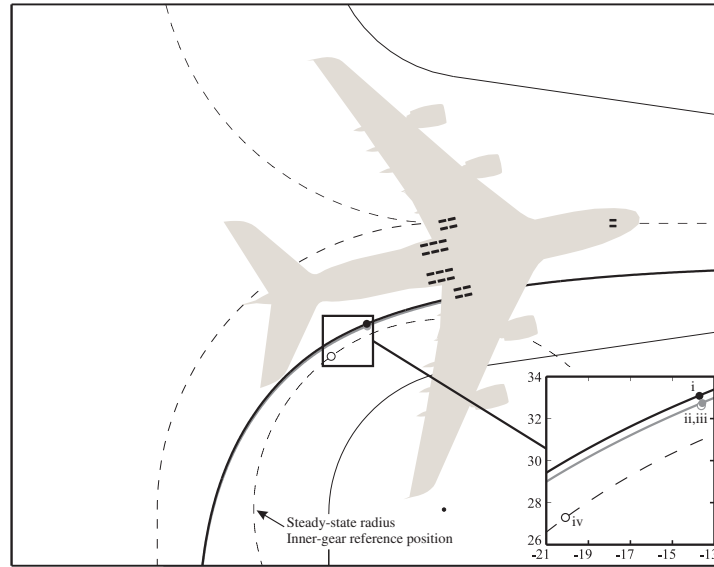 Steady-state radius
Inner-gear reference position
34
32
30
28
26
-21
-19
-17
-15
i
ii,iii
iv